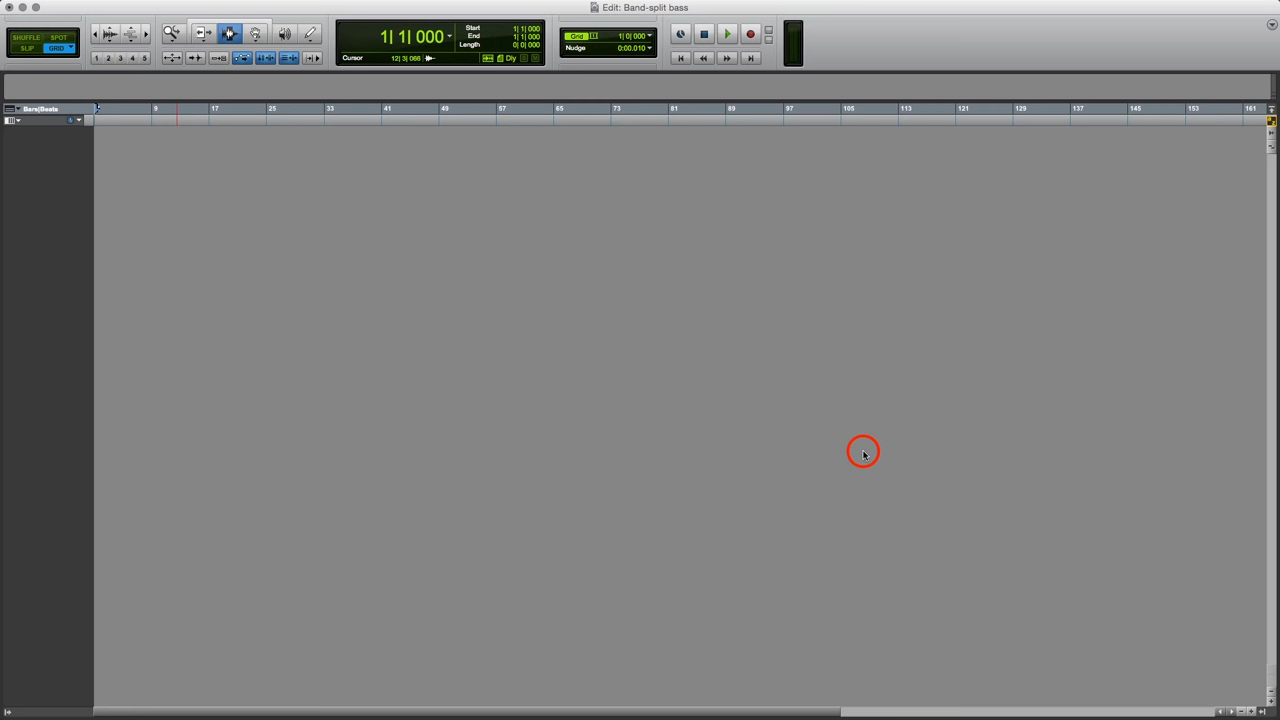 Edit: Band-split bass
SHUFFLE SPOT
SLIP GRID
1 2 3 4 5
1| 1| 000
Start 1| 1| 000
End 1| 1| 000
Length 0| 0| 000
Cursor 12| 3| 066 Dly
Grid 1| 0| 000
Nudge 0:00.010
Bars|Beats 1 9 17 25 33 41 49 57 65 73 81 89 97 105 113 121 129 137 145 153 161